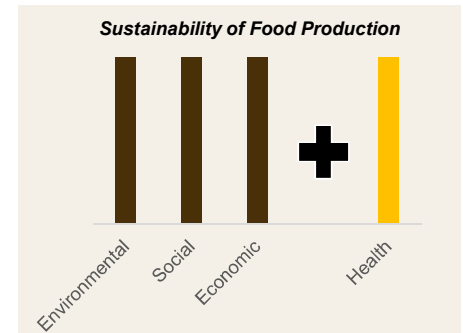 Sustainability of Food Production
Environmental
Social
Economic
Health